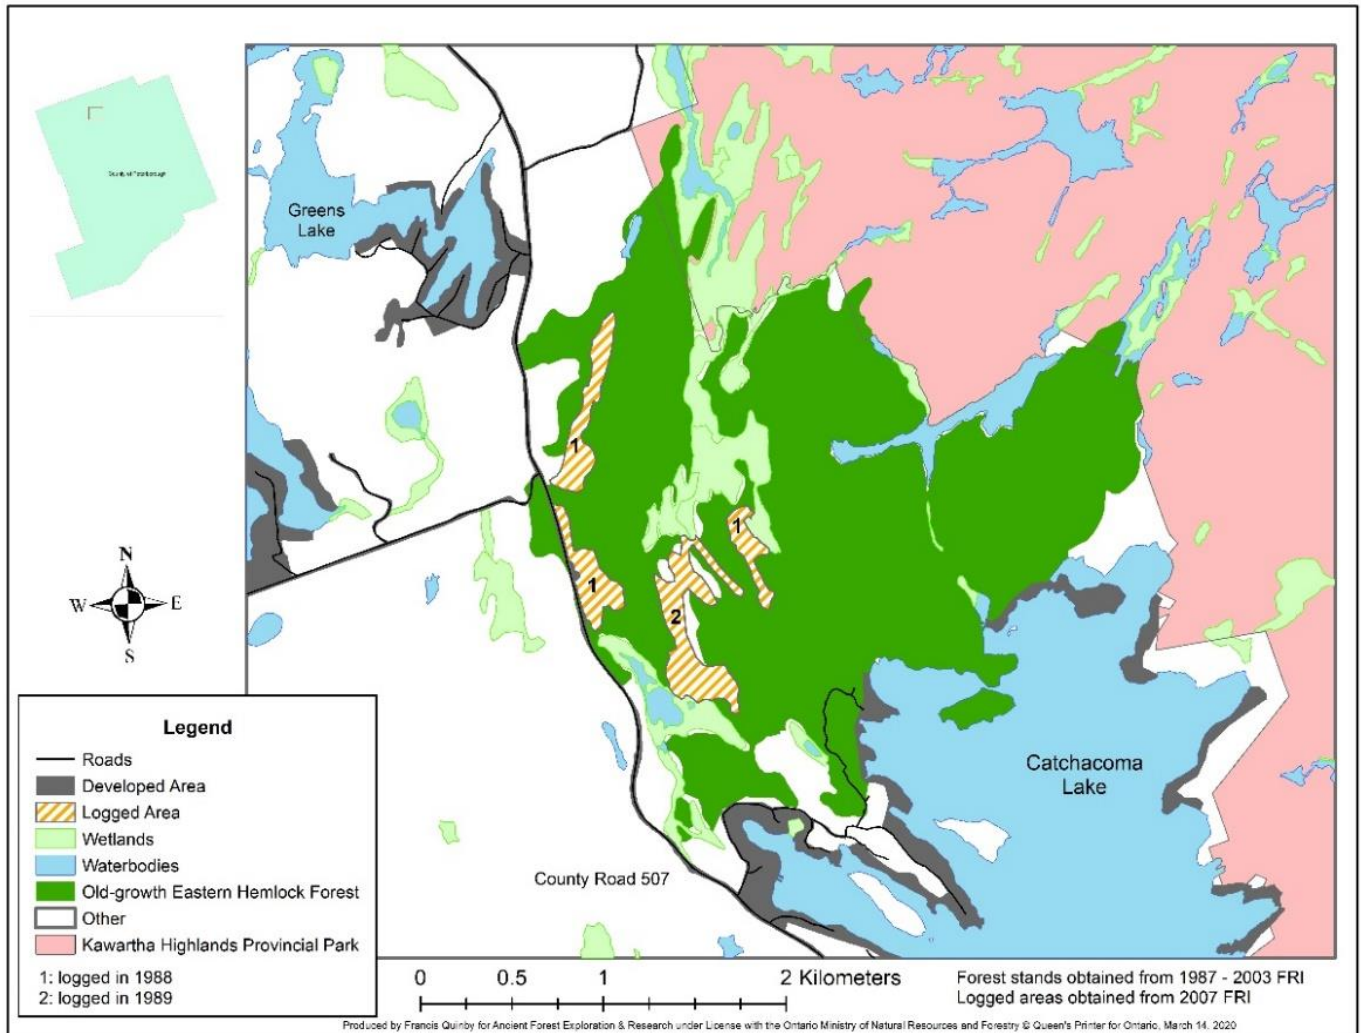 County of Peterborough
Greens
Lake
1
1
1
2
N
W
E
S
Catchacoma
Lake
County Road 507
Legend
Roads
Developed Area
Logged Area
Wetlands
Waterbodies
Old-growth Eastern Hemlock Forest
Other
Kawartha Highlands Provincial Park
1: logged in 1988
2: logged in 1989
0 0.5 1 2 Kilometers
Forest stands obtained from 1987 - 2003 FRI
Logged areas obtained from 2007 FRI
Produced by Francis Quinby for Ancient Forest Exploration & Research under License with the Ontario Ministry of Natural Resources and Forestry © Queen's Printer for Ontario, March 14, 2020